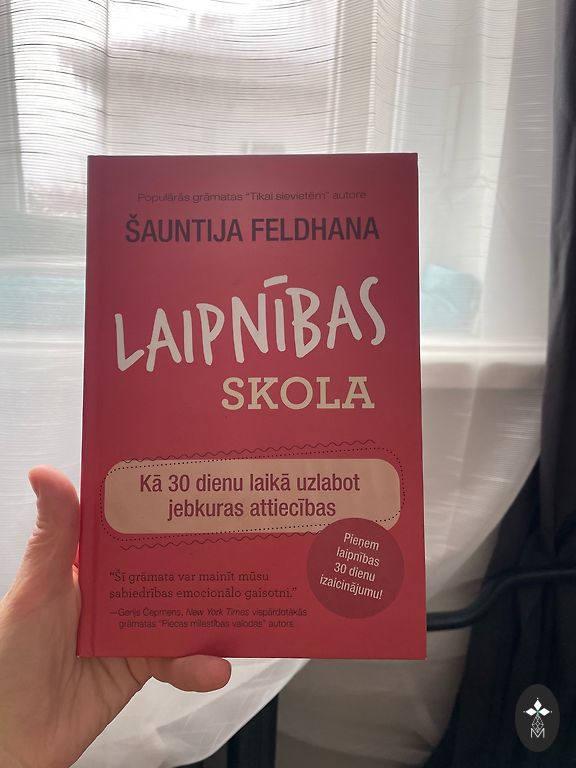 Populārās grāmatas "Tikai sievietēm" autore
ŠAUNTIJA FELDHANA
LAIPNĪBAS
SKOLA
Kā 30 dienu laikā uzlabot
jebkuras attiecības
Pieņem
laipnības
30 dienu
izaicinājumu!
"Šī grāmata var mainīt mūsu
sabiedrības emocionālo gaisotni."
—Gerijs Čepmens, New York Times vispārdotākās
grāmatas "Piecas mīlestības valodas" autors